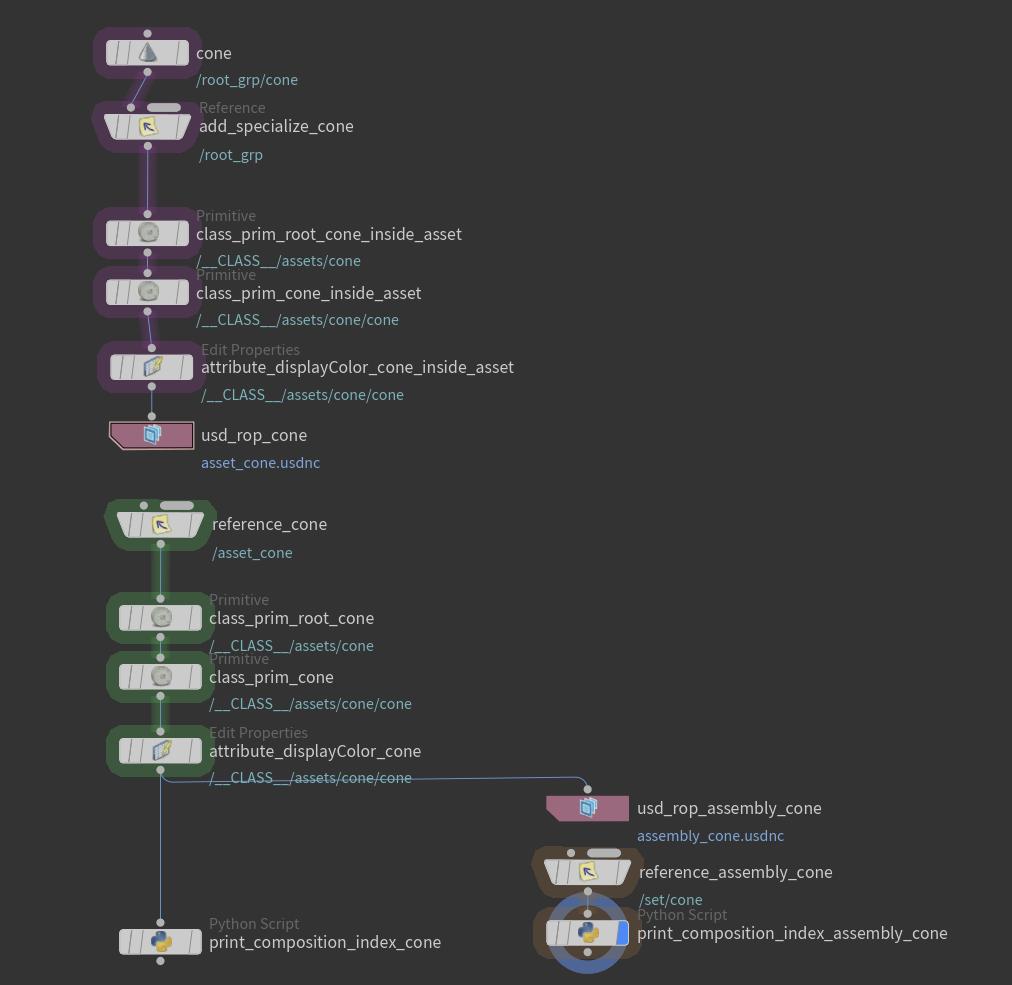 cone
/root_grp/cone
Reference
add_specialize_cone
/root_grp
Primitive
class_prim_root_cone_inside_asset
/__CLASS__/assets/cone
Primitive
class_prim_cone_inside_asset
/__CLASS__/assets/cone/cone
Edit Properties
attribute_displayColor_cone_inside_asset
/__CLASS__/assets/cone/cone
usd_rop_cone
asset_cone.usdnc
reference_cone
/asset_cone
Primitive
class_prim_root_cone
/__CLASS__/assets/cone
Primitive
class_prim_cone
/__CLASS__/assets/cone/cone
Edit Properties
attribute_displayColor_cone
/__CLASS__/assets/cone/cone
usd_rop_assembly_cone
assembly_cone.usdnc
reference_assembly_cone
/set/cone
Python Script
print_composition_index_assembly_cone
Python Script
print_composition_index_cone